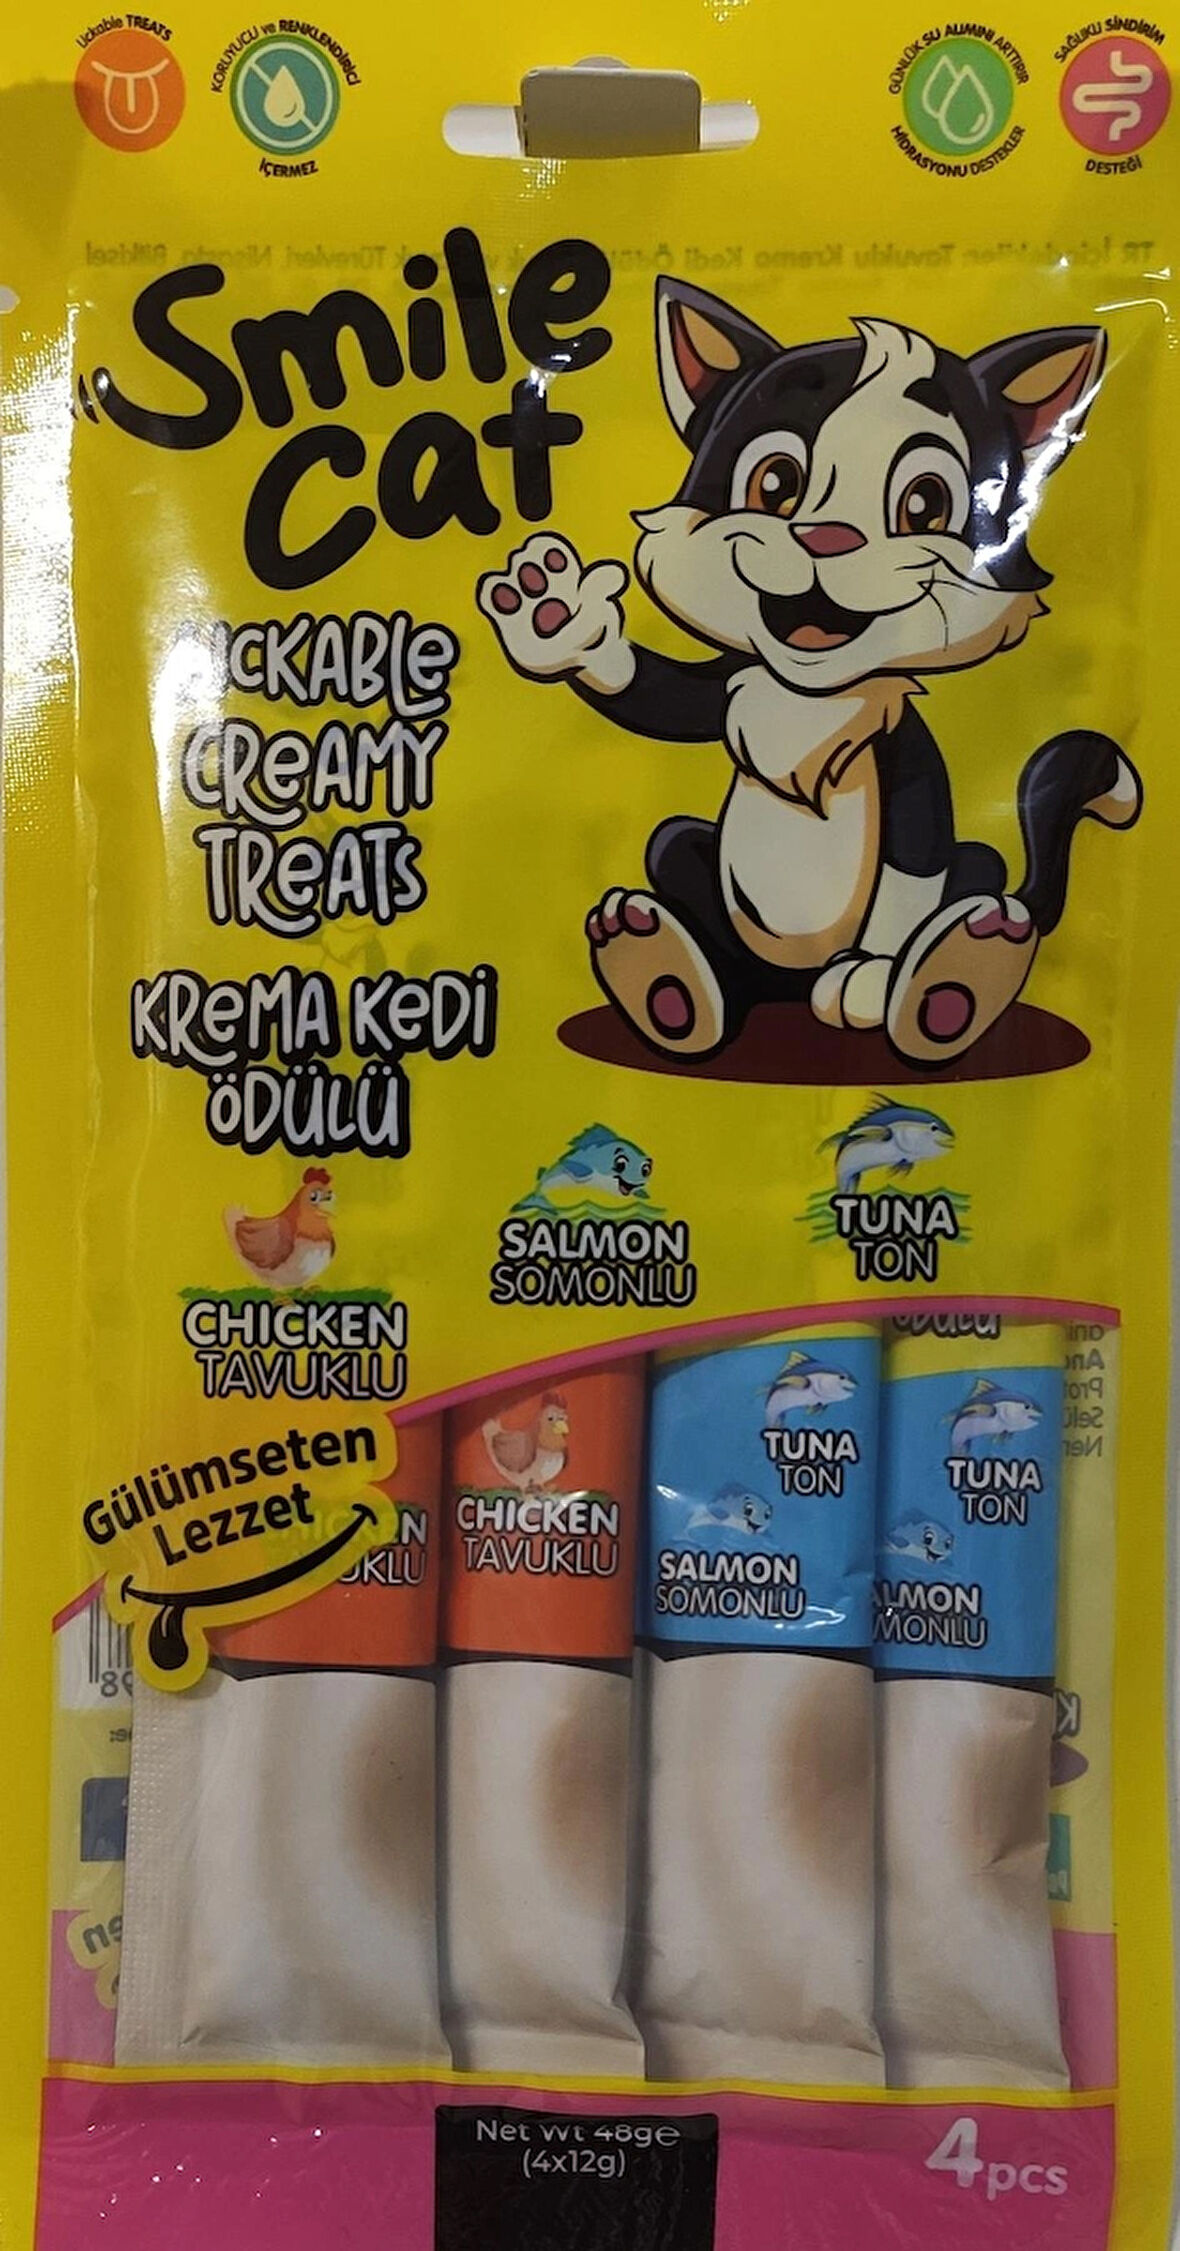 Lickable TREATS
KORUYUCU ve RENKLENDİRİCİ
İÇERMEZ
GÜNLÜK SU ALIMINI ARTTIRIR
HİDRASYONU DESTEKLER
SAĞLIKLI SİNDİRİM
DESTEĞİ
Smile
cat
LICKABLE
CREAMY
TREATS
KREMA KEDİ
ÖDÜLÜ
CHICKEN
TAVUKLU
SALMON
SOMONLU
TUNA
TON
Gülümseten
Lezzet
CHICKEN
TAVUKLU
TUNA
TON
SALMON
SOMONLU
TUNA
TON
ALMON
MONLU
Net Wt 48g℮
(4x12g)
4pcs